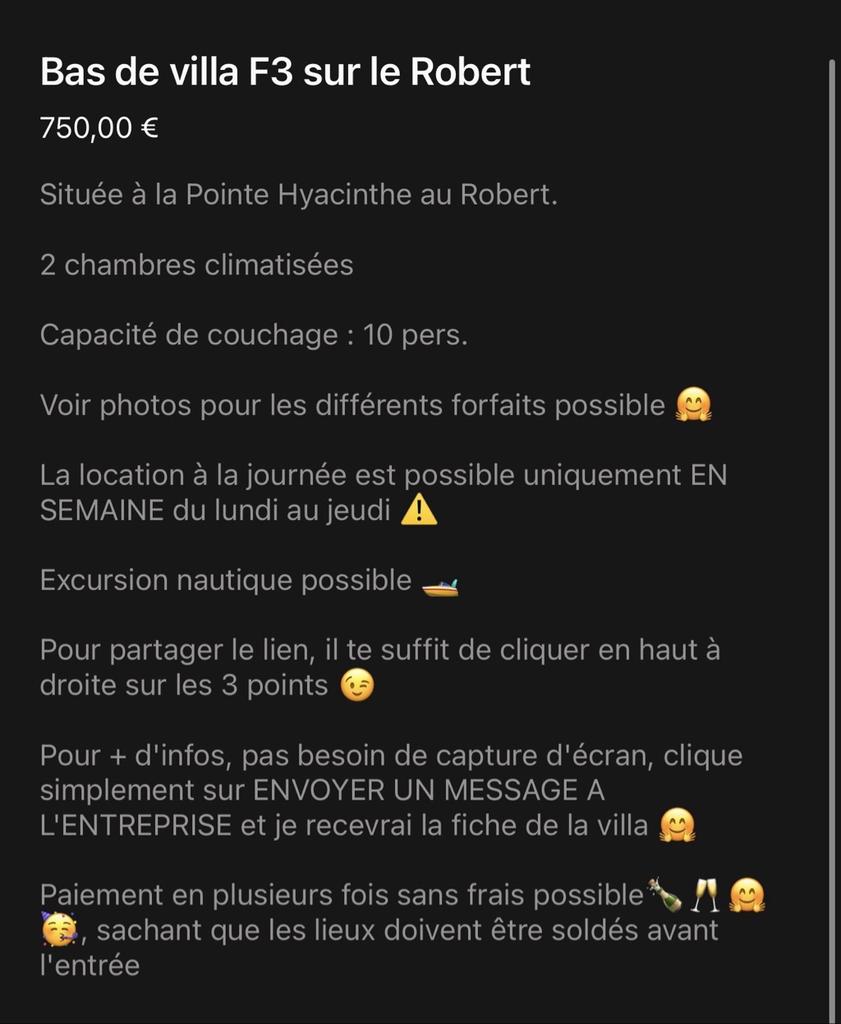 Bas de villa F3 sur le Robert
750,00 €
Située à la Pointe Hyacinthe au Robert.
2 chambres climatisées
Capacité de couchage : 10 pers.
Voir photos pour les différents forfaits possible 🤗
La location à la journée est possible uniquement EN
SEMAINE du lundi au jeudi ⚠️
Excursion nautique possible 🚤
Pour partager le lien, il te suffit de cliquer en haut à
droite sur les 3 points 😉
Pour + d'infos, pas besoin de capture d'écran, clique
simplement sur ENVOYER UN MESSAGE A
L'ENTREPRISE et je recevrai la fiche de la villa 🤗
Paiement en plusieurs fois sans frais possible🍾🥂🤗
🥳, sachant que les lieux doivent être soldés avant
l'entrée